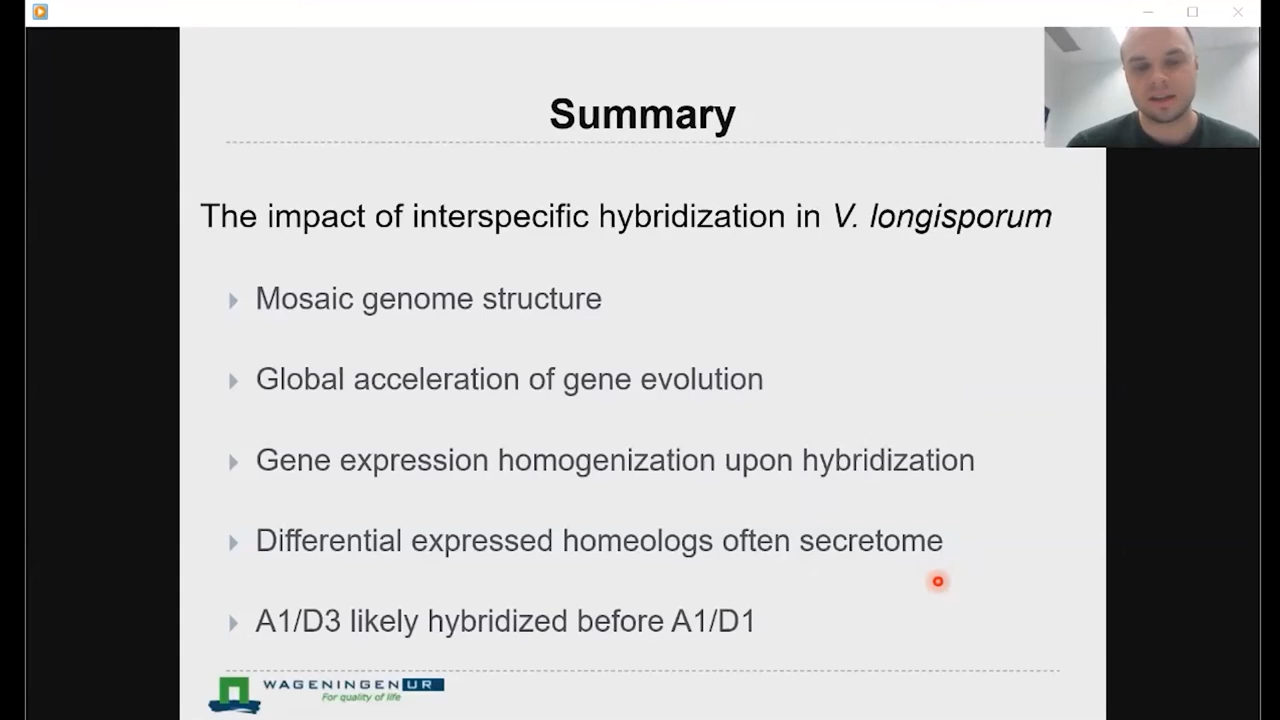 Summary
The impact of interspecific hybridization in V. longisporum
Mosaic genome structure
Global acceleration of gene evolution
Gene expression homogenization upon hybridization
Differential expressed homeologs often secretome
A1/D3 likely hybridized before A1/D1
WAGENINGEN UR
For quality of life